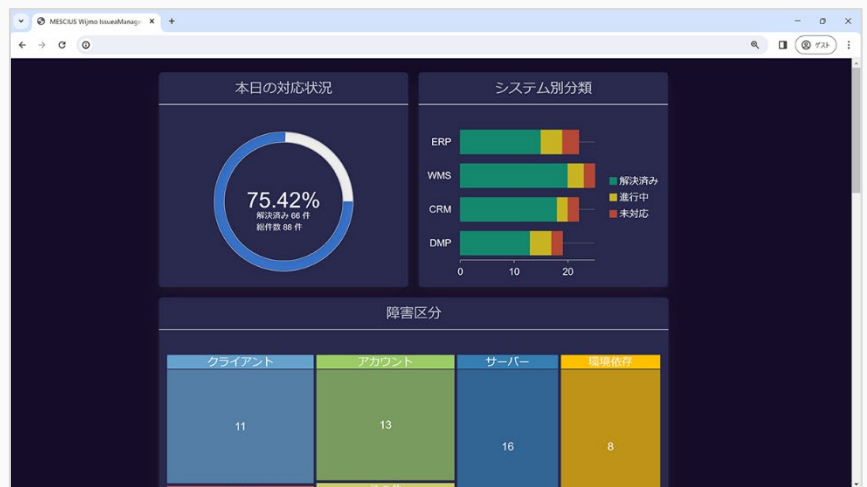 MESCIUS Wijmo IssueaManage
ゲスト
本日の対応状況
75.42%
解決済み 66 件
総件数 88 件
システム別分類
ERP
WMS
CRM
DMP
0 10 20
解決済み
進行中
未対応
障害区分
クライアント
11
アカウント
13
サーバー
16
環境依存
8